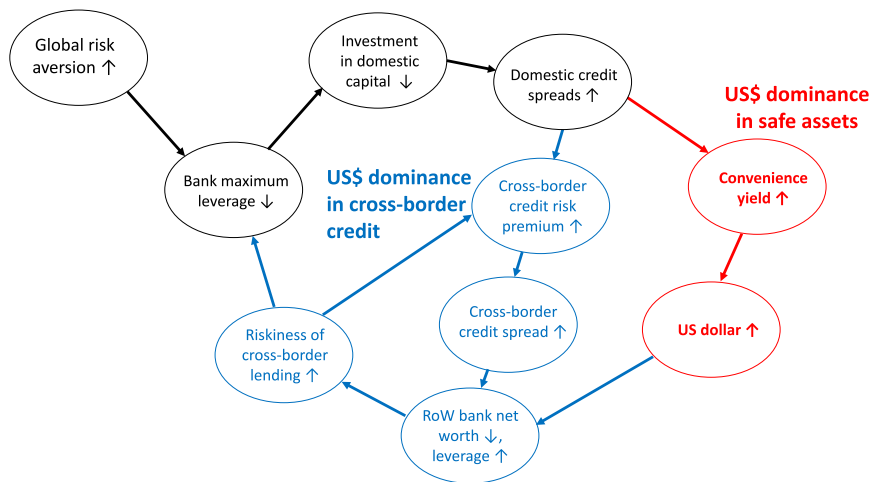 Global risk
aversion ↑
Investment
in domestic
capital ↓
Domestic credit
spreads ↑
US$ dominance
in safe assets
Bank maximum
leverage ↓
US$ dominance
in cross-border
credit
Cross-border
credit risk
premium ↑
Convenience
yield ↑
Cross-border
credit spread ↑
US dollar ↑
Riskiness of
cross-border
lending ↑
RoW bank net
worth ↓,
leverage ↑